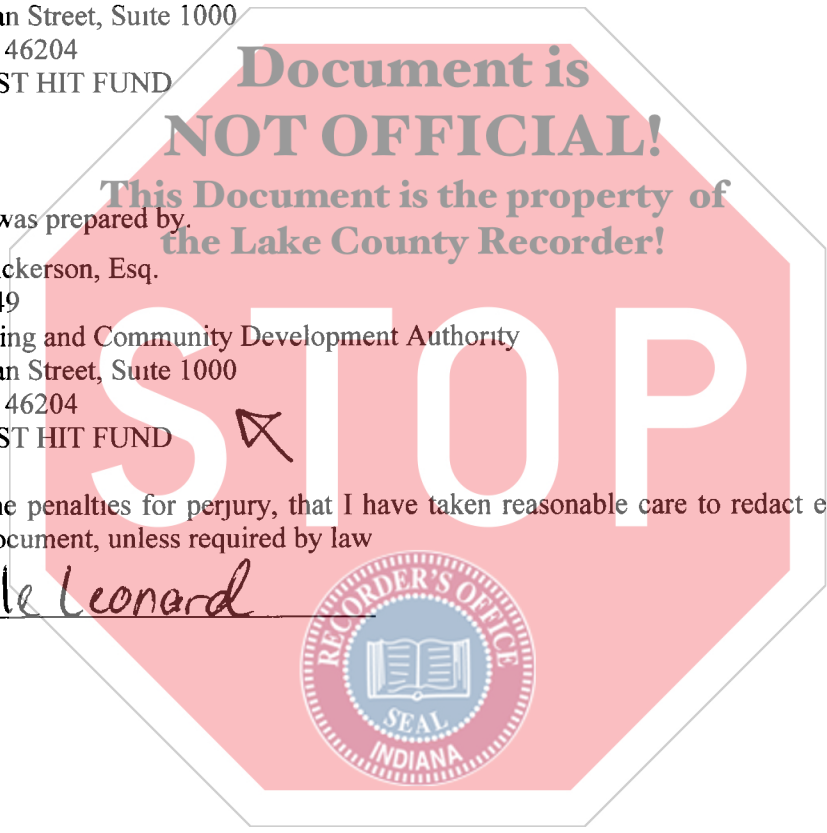 an Street, Suite 1000
46204
ST HIT FUND
Document is
NOT OFFICIAL!
This Document is the property of
the Lake County Recorder!
was prepared by.
ckerson, Esq.
49
ing and Community Development Authority
an Street, Suite 1000
46204
ST HIT FUND
STOP
he penalties for perjury, that I have taken reasonable care to redact e
ocument, unless required by law
le Leonard
RECORDER'S OFFICE
SEAL
INDIANA